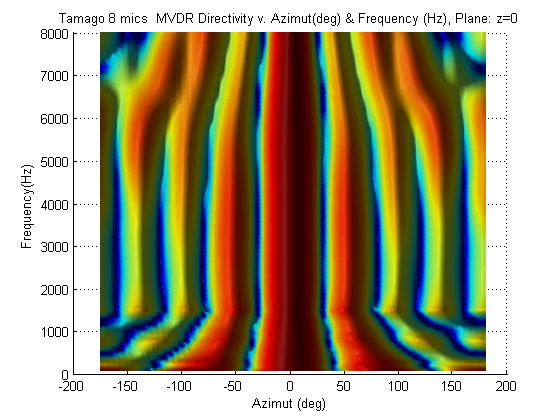 Tamago 8 mics  MVDR Directivity v. Azimut(deg) & Frequency (Hz), Plane: z=0
8000
7000
6000
5000
4000
3000
2000
1000
0
Frequency(Hz)
-200 -150 -100 -50 0 50 100 150 200
Azimut (deg)